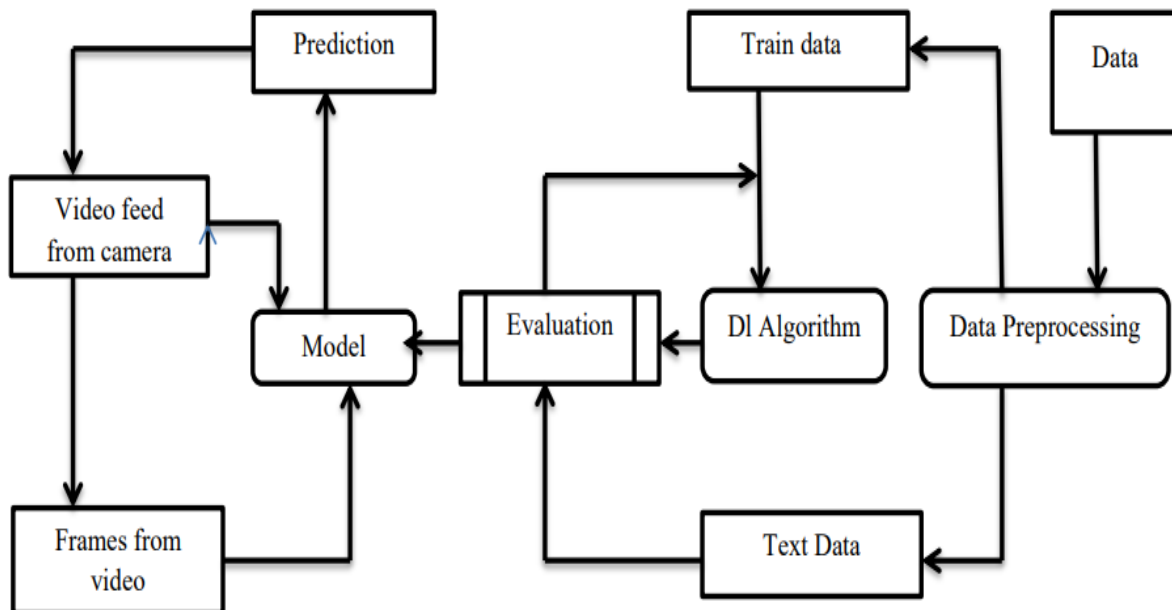 Prediction
Train data
Data
Video feed
from camera
Model
Evaluation
Dl Algorithm
Data Preprocessing
Frames from
video
Text Data